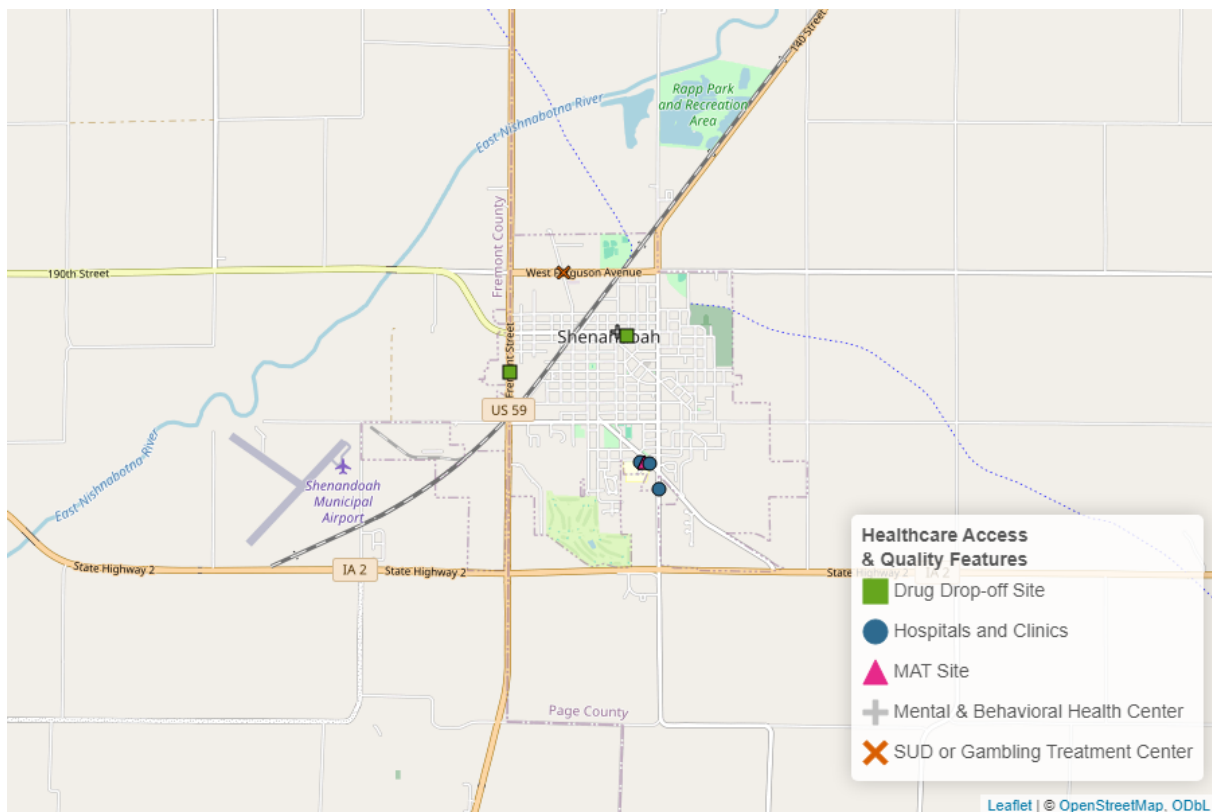 140 Street
Rapp Park
and Recreation
Area
East Nishnabotna River
Fremont County
190th Street
West Ferguson Avenue
Shenandoah
Fremont Street
US 59
Shenandoah
Municipal
Airport
East Nishnabotna River
State Highway 2
IA 2
State Highway 2
State Highway 2
IA 2
Page County
Healthcare Access
& Quality Features
Drug Drop-off Site
Hospitals and Clinics
MAT Site
Mental & Behavioral Health Center
SUD or Gambling Treatment Center
Leaflet | © OpenStreetMap, ODbL